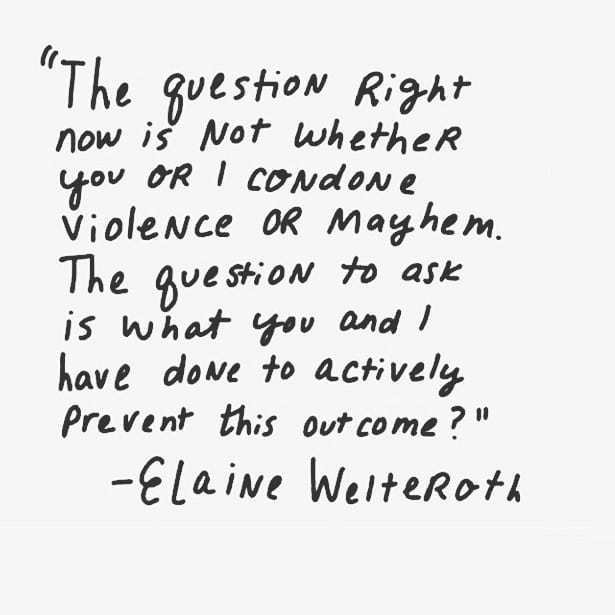 "The question Right
now is Not whether
you OR I condone
violence OR Mayhem.
The question to ask
is what you and I
have done to actively
prevent this outcome?"
-Elaine Welteroth